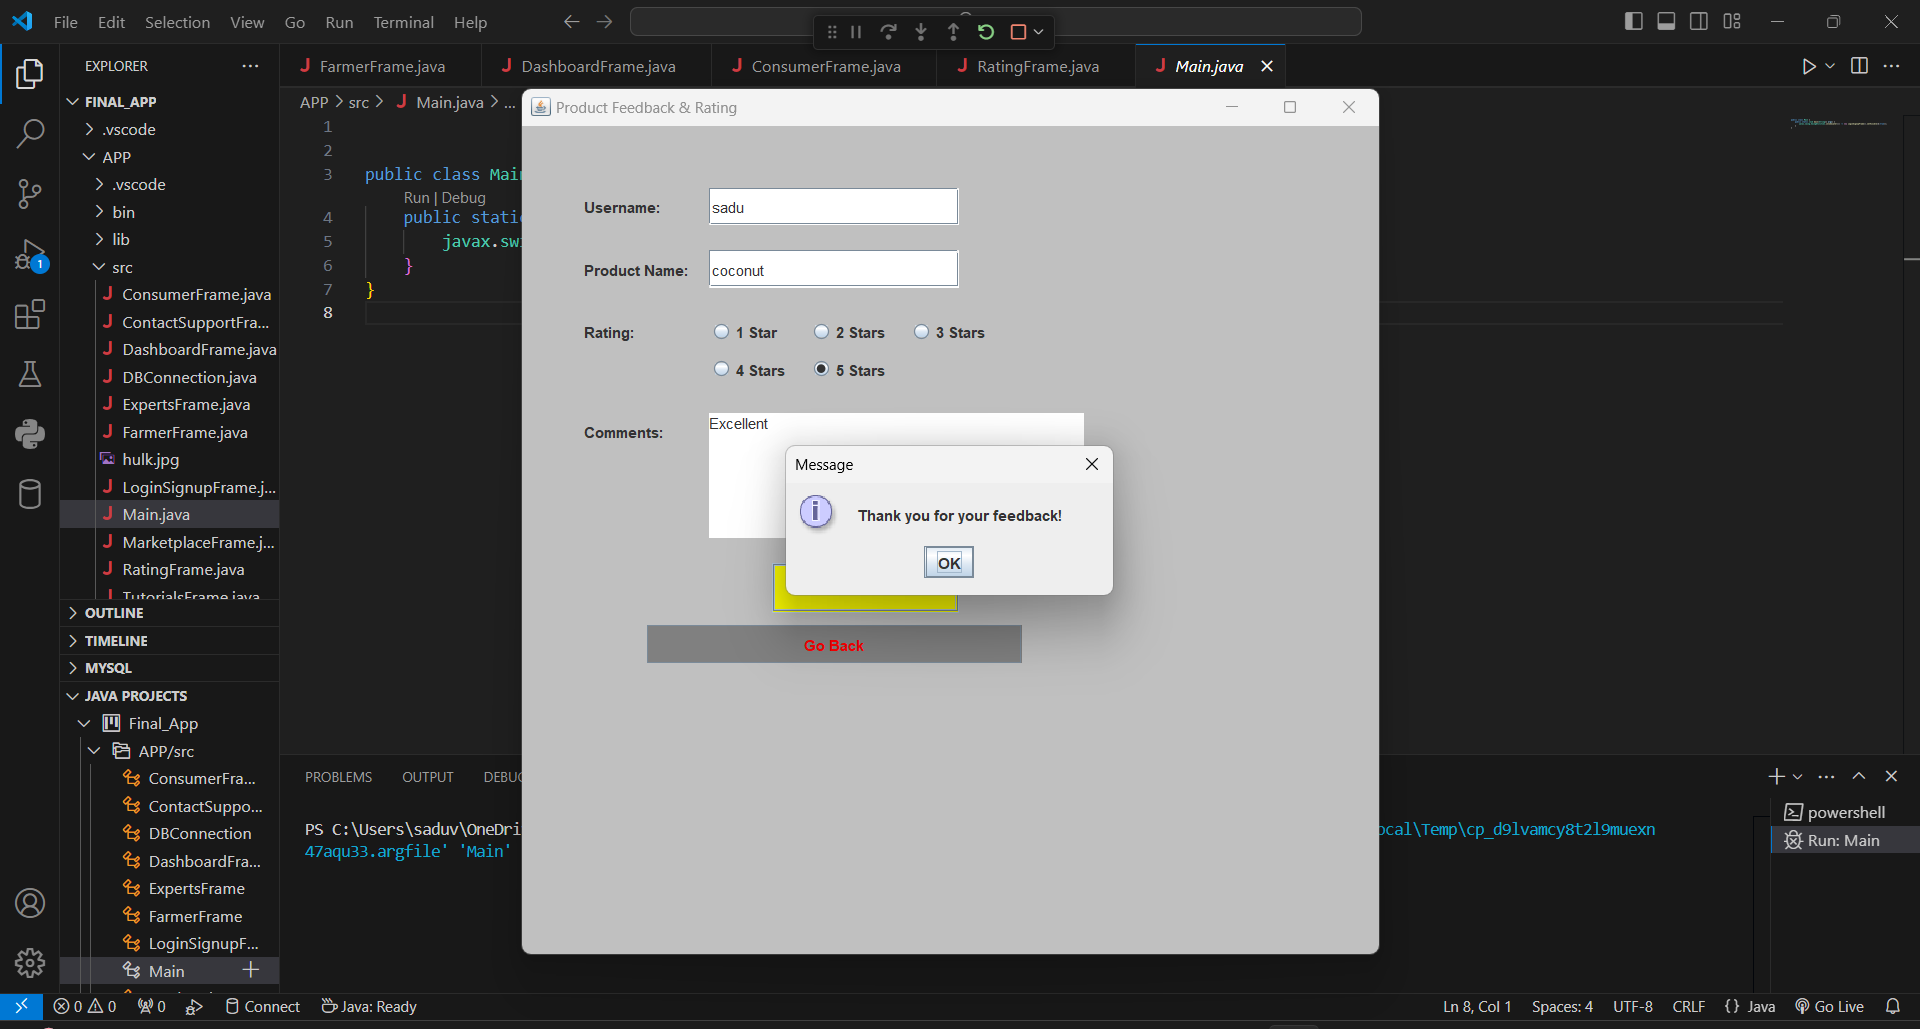 File Edit Selection View Go Run Terminal Help
EXPLORER
FarmerFrame.java
DashboardFrame.java
ConsumerFrame.java
RatingFrame.java
Main.java
FINAL_APP
.vscode
APP
.vscode
bin
lib
src
ConsumerFrame.java
ContactSupportFra...
DashboardFrame.java
DBConnection.java
ExpertsFrame.java
FarmerFrame.java
hulk.jpg
LoginSignupFrame.j...
Main.java
MarketplaceFrame.j...
RatingFrame.java
TutorialsFrame.java
OUTLINE
TIMELINE
MYSQL
JAVA PROJECTS
Final_App
APP/src
ConsumerFra...
ContactSuppo...
DBConnection
DashboardFra...
ExpertsFrame
FarmerFrame
LoginSignupF...
Main
1
APP > src > Main.java > ...
1
2
3 public class Mai
Run | Debug
4 public stati
5 javax.sw
6 }
7 }
8
Product Feedback & Rating
Username: sadu
Product Name: coconut
Rating: 1 Star 2 Stars 3 Stars
4 Stars 5 Stars
Comments: Excellent
Message
Thank you for your feedback!
OK
Go Back
PROBLEMS OUTPUT DEBUG
PS C:\Users\saduv\OneDri
ocal\Temp\cp_d9lvamcy8t2l9muexn
47aqu33.argfile' 'Main'
powershell
Run: Main
0 0 0 Connect Java: Ready
Ln 8, Col 1 Spaces: 4 UTF-8 CRLF {} Java Go Live